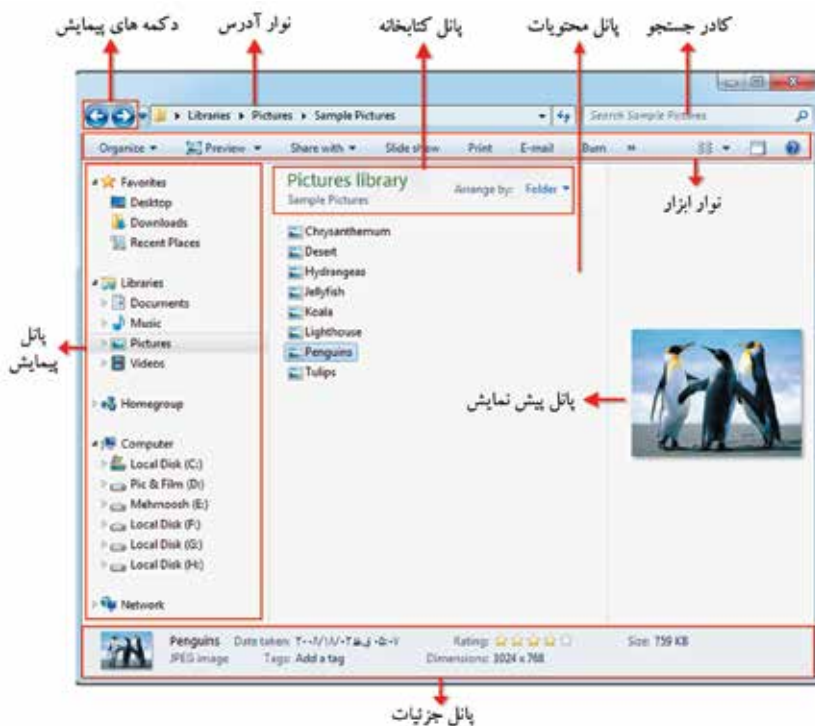 دکمه های پیمایش
نوار آدرس
پانل کتابخانه
پانل محتویات
کادر جستجو
Libraries Pictures Sample Pictures
Search Sample Pictures
Organize Preview Share with Slide show Print E-mail Burn »
نوار ابزار
Favorites
Desktop
Downloads
Recent Places
Libraries
Documents
Music
Pictures
Videos
Homegroup
Computer
Local Disk (C:)
Pic & Film (D:)
Mehrnoosh (E:)
Local Disk (F:)
Local Disk (G:)
Local Disk (H:)
Network
پانل
پیمایش
Pictures library
Sample Pictures
Arrange by: Folder
Chrysanthemum
Desert
Hydrangeas
Jellyfish
Koala
Lighthouse
Penguins
Tulips
پانل پیش نمایش
Penguins Date taken: Rating: Size: 759 KB
JPEG image Tags: Add a tag Dimensions: 1024 x 768
پانل جزئیات